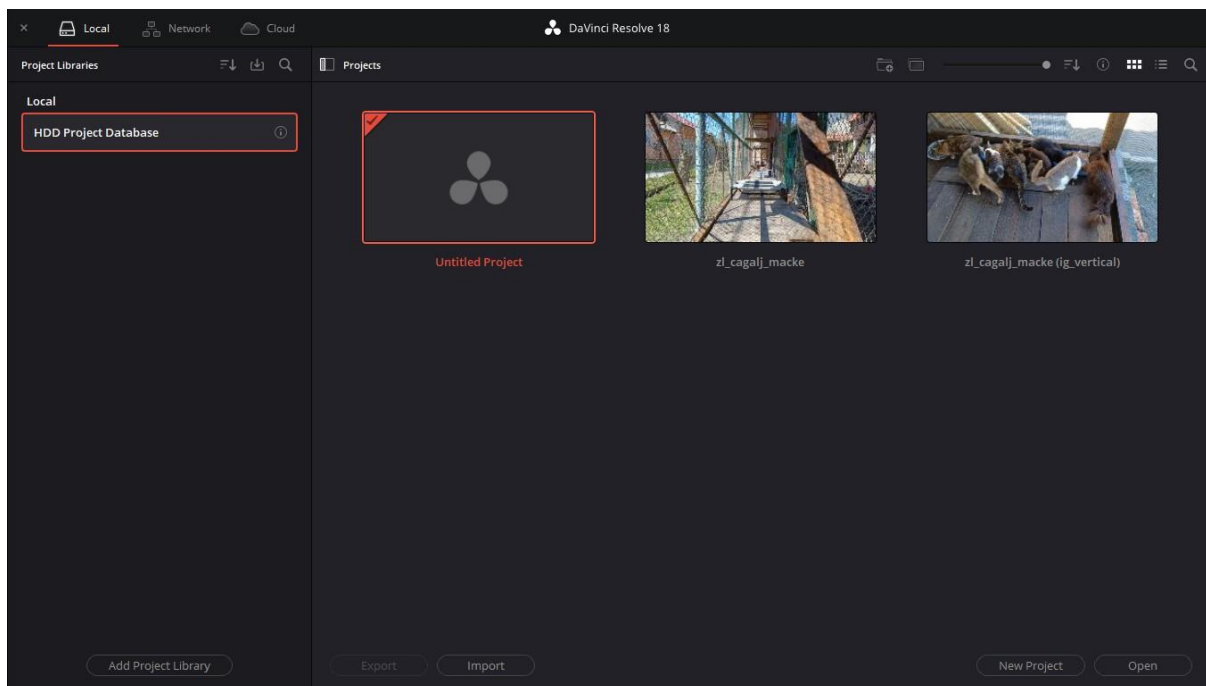 Local
Network
Cloud
DaVinci Resolve 18
Project Libraries
Projects
Local
HDD Project Database
Untitled Project
zl_cagalj_macke
zl_cagalj_macke (ig_vertical)
Add Project Library
Export
Import
New Project
Open